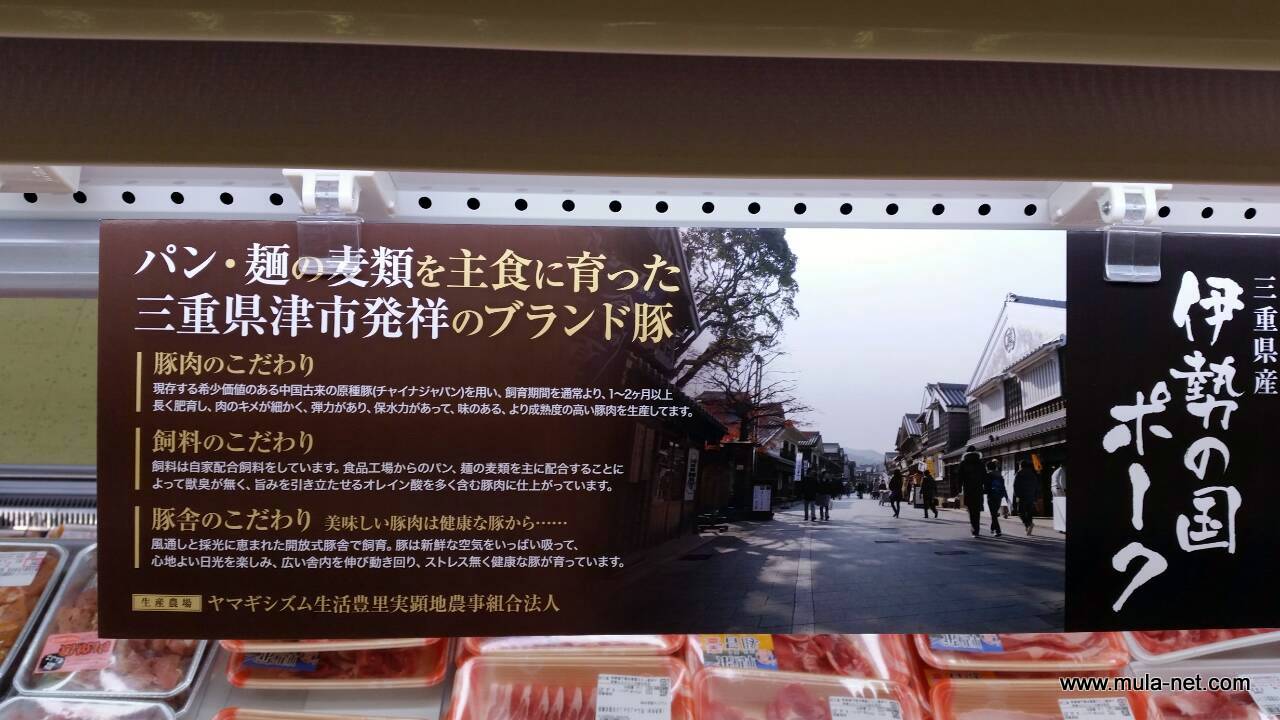 パン・麺の麦類を主食に育った
三重県津市発祥のブランド豚
豚肉のこだわり
現存する希少価値のある中国古来の原種豚(チャイナジャパン)を用い、飼育期間を通常より、1〜2ヶ月以上
長く肥育し、肉のキメが細かく、弾力があり、保水力があって、味のある、より成熟度の高い豚肉を生産してます。
飼料のこだわり
飼料は自家配合飼料をしています。食品工場からのパン、麺の麦類を主に配合することに
よって獣臭が無く、旨みを引き立たせるオレイン酸を多く含む豚肉に仕上がっています。
豚舎のこだわり 美味しい豚肉は健康な豚から……
風通しと採光に恵まれた開放式豚舎で飼育。豚は新鮮な空気をいっぱい吸って、
心地よい日光を楽しみ、広い舎内を伸び動き回り、ストレス無く健康な豚が育っています。
生産農場 ヤマギシズム生活豊里実顕地農事組合法人
三重県産
伊勢の国
ポーク
www.mula-net.com